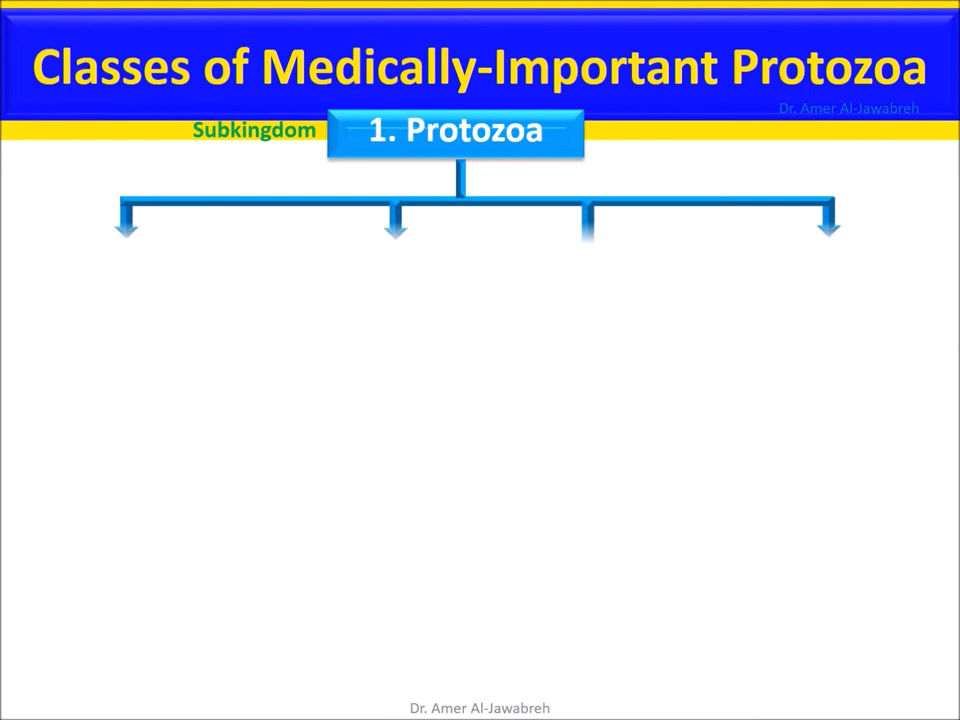 Classes of Medically-Important Protozoa
Dr. Amer Al-Jawabreh
Subkingdom
1. Protozoa
Dr. Amer Al-Jawabreh